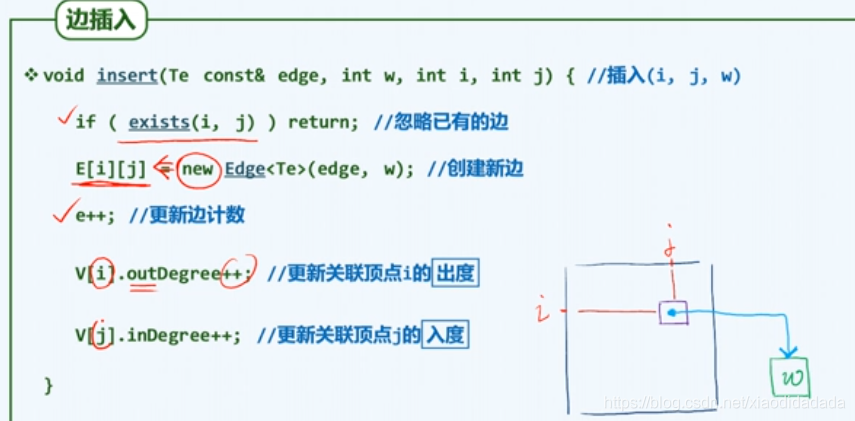 边插入
❖ void insert(Te const& edge, int w, int i, int j) { //插入(i, j, w)
if ( exists(i, j) ) return; //忽略已有的边
E[i][j] = new Edge<Te>(edge, w); //创建新边
e++; //更新边计数
V[i].outDegree++; //更新关联顶点i的出度
V[j].inDegree++; //更新关联顶点j的入度
}
j
i
w
https://blog.csdn.net/xiaodidadada